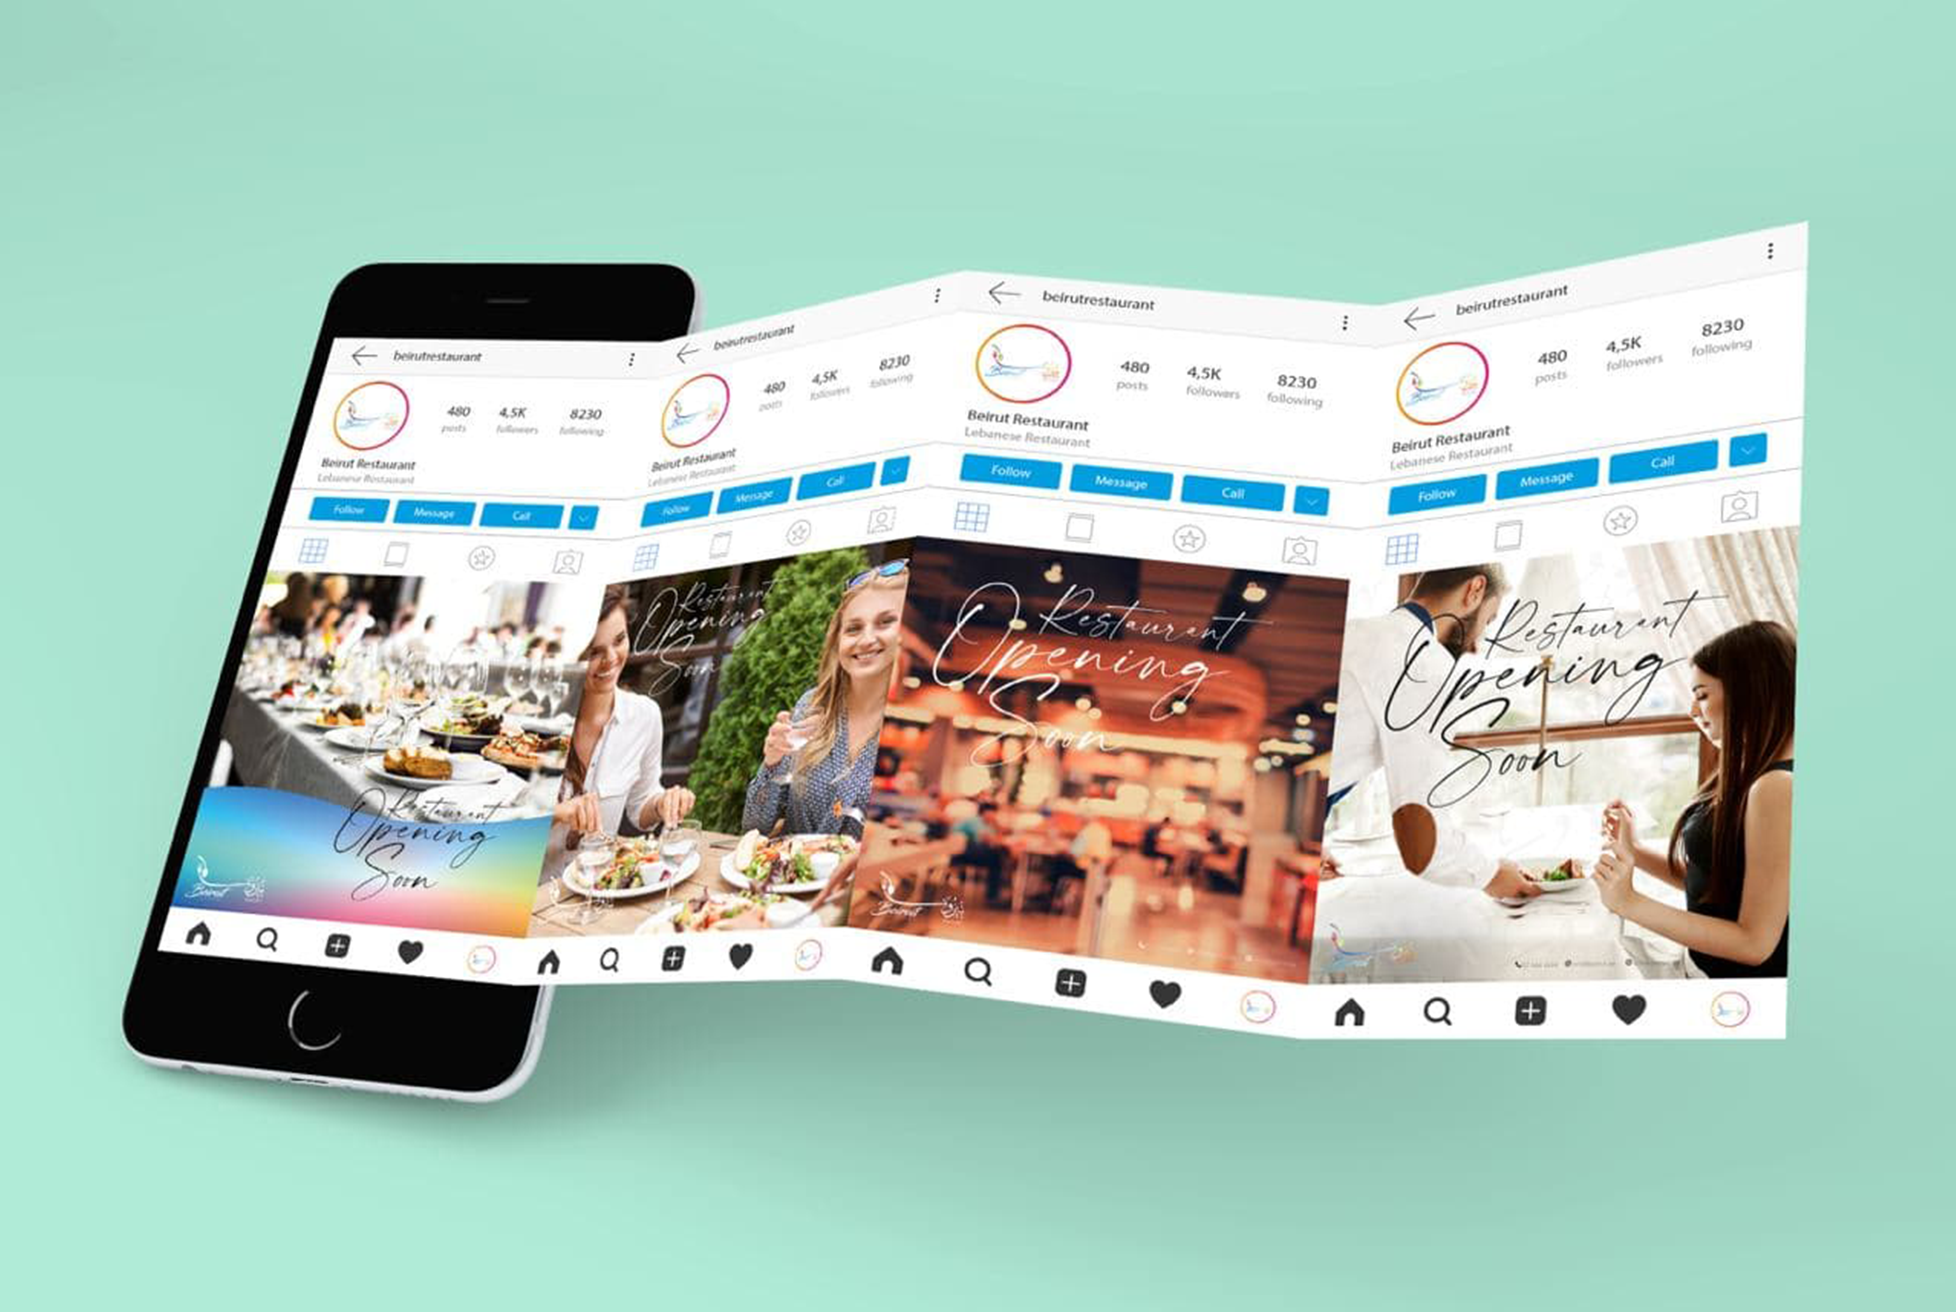 beirutrestaurant
480 4,5K 8230
posts followers following
Beirut Restaurant
Lebanese Restaurant
Follow Message Call
Restaurant
Opening
Soon
Beirut
beirutrestaurant
480 4,5K 8230
posts followers following
Beirut Restaurant
Lebanese Restaurant
Follow Message Call
Restaurant
Opening
Soon
beirutrestaurant
480 4,5K 8230
posts followers following
Beirut Restaurant
Lebanese Restaurant
Follow Message Call
Restaurant
Opening
Soon
Beirut
beirutrestaurant
480 4,5K 8230
posts followers following
Beirut Restaurant
Lebanese Restaurant
Follow Message Call
Restaurant
Opening
Soon